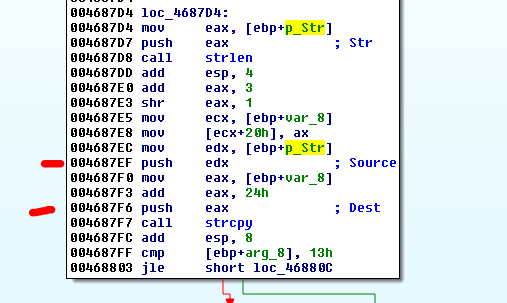 004687D4 loc_4687D4:
004687D4 mov eax, [ebp+p_Str]
004687D7 push eax ; Str
004687D8 call strlen
004687DD add esp, 4
004687E0 add eax, 3
004687E3 shr eax, 1
004687E5 mov ecx, [ebp+var_8]
004687E8 mov [ecx+20h], ax
004687EC mov edx, [ebp+p_Str]
004687EF push edx ; Source
004687F0 mov eax, [ebp+var_8]
004687F3 add eax, 24h
004687F6 push eax ; Dest
004687F7 call strcpy
004687FC add esp, 8
004687FF cmp [ebp+arg_8], 13h
00468803 jle short loc_46880C